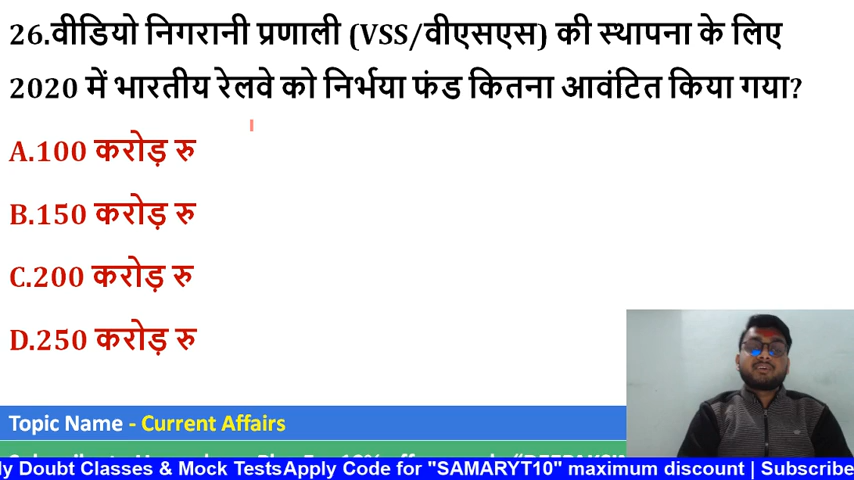 26.वीडियो निगरानी प्रणाली (VSS/वीएसएस) की स्थापना के लिए
2020 में भारतीय रेलवे को निर्भया फंड कितना आवंटित किया गया?
A.100 करोड़ रु
B.150 करोड़ रु
C.200 करोड़ रु
D.250 करोड़ रु
Topic Name - Current Affairs
ly Doubt Classes & Mock TestsApply Code for "SAMARYT10" maximum discount | Subscribe